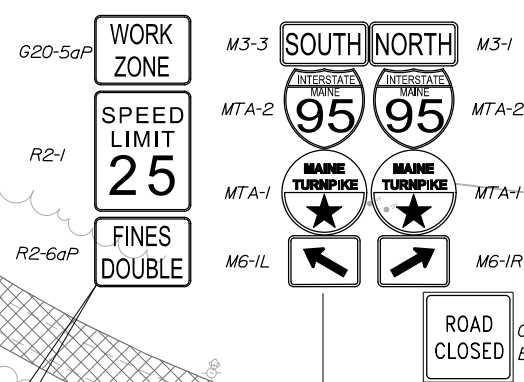 G20-5aP
WORK
ZONE
R2-1
SPEED
LIMIT
25
R2-6aP
FINES
DOUBLE
M3-3
SOUTH
NORTH
M3-1
MTA-2
INTERSTATE
MAINE
95
INTERSTATE
MAINE
95
MTA-2
MTA-1
MAINE
TURNPIKE
MAINE
TURNPIKE
MTA-1
M6-1L
M6-1R
ROAD
CLOSED